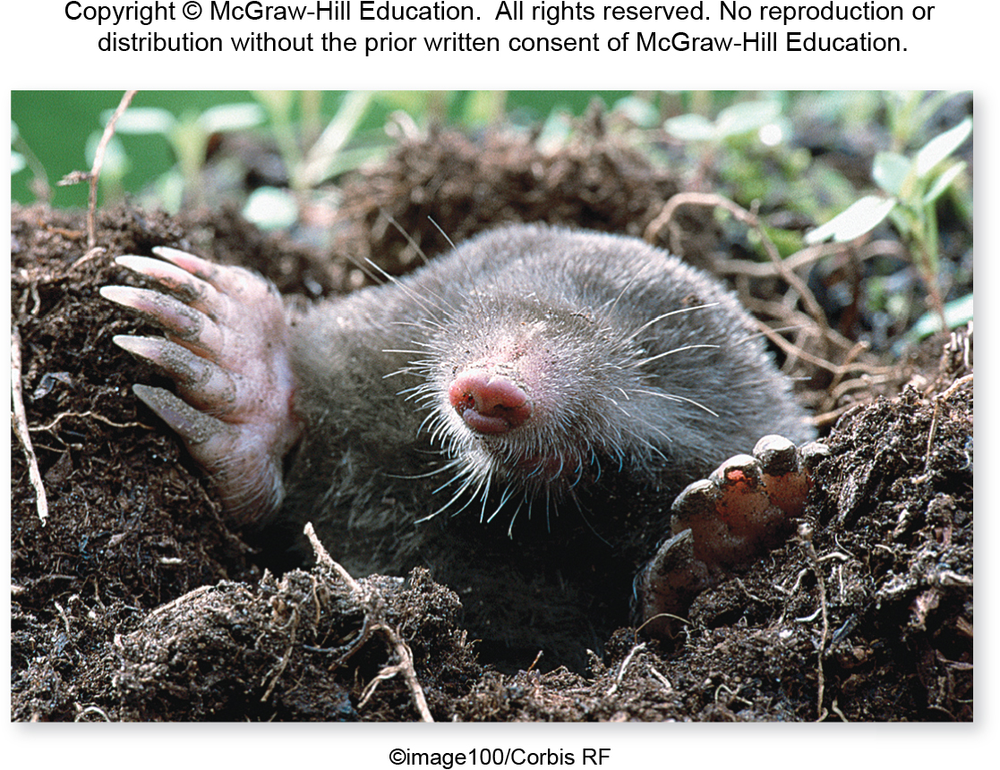 Copyright © McGraw-Hill Education.  All rights reserved. No reproduction or
distribution without the prior written consent of McGraw-Hill Education.
©image100/Corbis RF